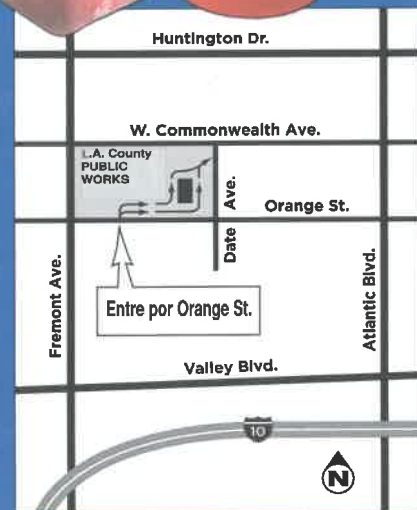 Huntington Dr.
W. Commonwealth Ave.
L.A. County
PUBLIC
WORKS
Date Ave.
Orange St.
Entre por Orange St.
Fremont Ave.
Atlantic Blvd.
Valley Blvd.
10
N